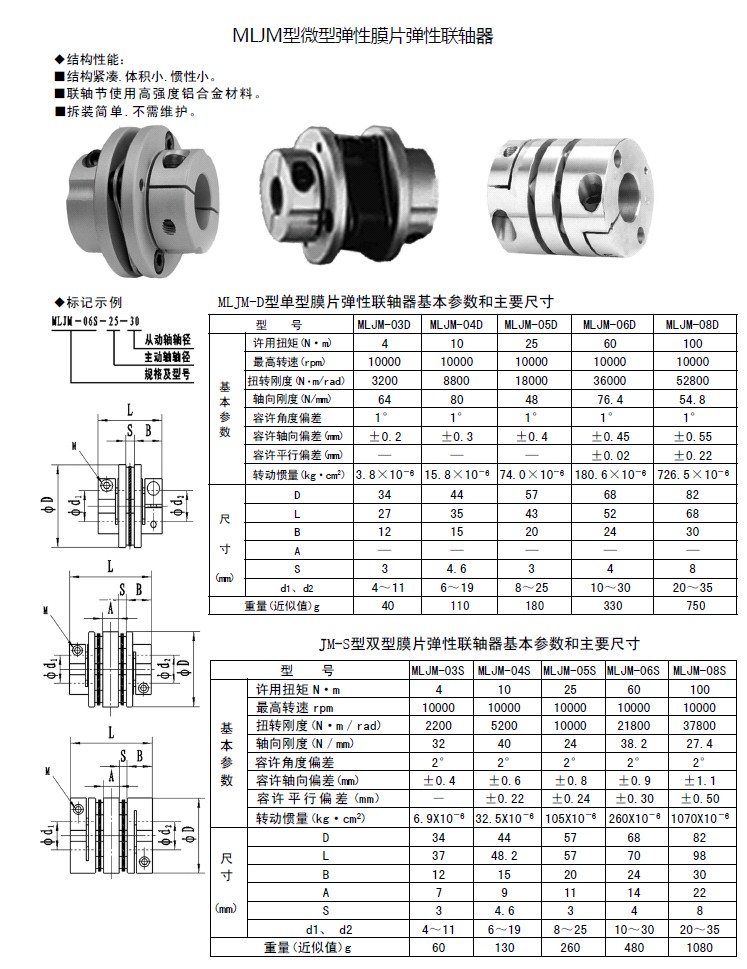 MLJM型微型弹性膜片弹性联轴器
◆结构性能：
■结构紧凑.体积小.惯性小。
■联轴节使用高强度铝合金材料。
■拆装简单.不需维护。
◆标记示例
MLJM-06S-25-30
从动轴轴径
主动轴轴径
规格及型号
MLJM-D型单型膜片弹性联轴器基本参数和主要尺寸
型 号 MLJM-03D MLJM-04D MLJM-05D MLJM-06D MLJM-08D
基本参数
许用扭矩(N·m) 4 10 25 60 100
最高转速(rpm) 10000 10000 10000 10000 10000
扭转刚度(N·m/rad) 3200 8800 18000 36000 52800
轴向刚度(N/mm) 64 80 48 76.4 54.8
容许角度偏差 1° 1° 1° 1° 1°
容许轴向偏差(mm) ±0.2 ±0.3 ±0.4 ±0.45 ±0.55
容许平行偏差(mm) — — — ±0.02 ±0.22
转动惯量(kg·cm²) 3.8×10⁻⁶ 15.8×10⁻⁶ 74.0×10⁻⁶ 180.6×10⁻⁶ 726.5×10⁻⁶
尺寸(mm)
D 34 44 57 68 82
L 27 35 43 52 68
B 12 15 20 24 30
A — — — — —
S 3 4.6 3 4 8
d1、d2 4～11 6～19 8～25 10～30 20～35
重量(近似值)g 40 110 180 330 750
L
S B
M
φD
φd₁
φd₂
L
S B
A
M
φd₁
φd₂
φD
L
S B
A
M
φd₁
φd₂
φD
JM-S型双型膜片弹性联轴器基本参数和主要尺寸
型 号 MLJM-03S MLJM-04S MLJM-05S MLJM-06S MLJM-08S
基本参数
许用扭矩 N·m 4 10 25 60 100
最高转速 rpm 10000 10000 10000 10000 10000
扭转刚度(N·m/rad) 2200 5200 10000 21800 37800
轴向刚度(N/mm) 32 40 24 38.2 27.4
容许角度偏差 2° 2° 2° 2° 2°
容许轴向偏差(mm) ±0.4 ±0.6 ±0.8 ±0.9 ±1.1
容许平行偏差(mm) — ±0.22 ±0.24 ±0.30 ±0.50
转动惯量(kg·cm²) 6.9X10⁻⁶ 32.5X10⁻⁶ 105X10⁻⁶ 260X10⁻⁶ 1070X10⁻⁶
尺寸(mm)
D 34 44 57 68 82
L 37 48.2 57 70 98
B 12 15 20 24 30
A 7 9 11 14 22
S 3 4.6 3 4 8
d1、 d2 4～11 6～19 8～25 10～30 20～35
重量(近似值)g 60 130 260 480 1080